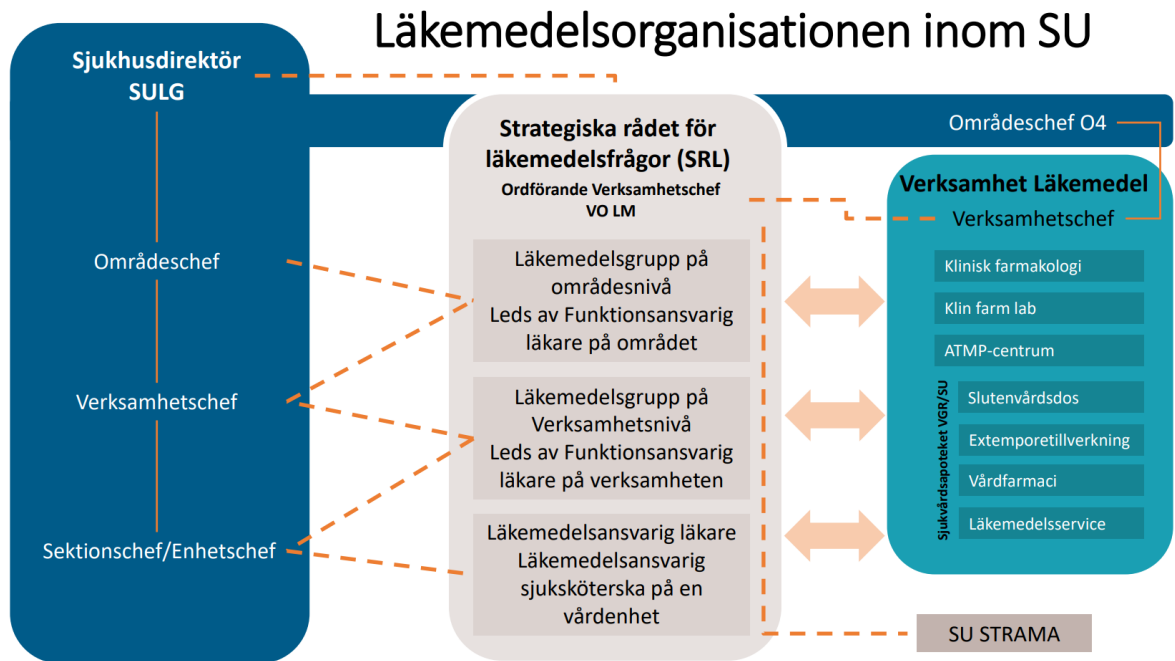 Läkemedelsorganisationen inom SU
Sjukhusdirektör
SULG
Områdeschef
Verksamhetschef
Sektionschef/Enhetschef
Strategiska rådet för
läkemedelsfrågor (SRL)
Ordförande Verksamhetschef
VO LM
Läkemedelsgrupp på
områdesnivå
Leds av Funktionsansvarig
läkare på området
Läkemedelsgrupp på
Verksamhetsnivå
Leds av Funktionsansvarig
läkare på verksamheten
Läkemedelsansvarig läkare
Läkemedelsansvarig
sjuksköterska på en
vårdenhet
Områdeschef O4
Verksamhet Läkemedel
Verksamhetschef
Klinisk farmakologi
Klin farm lab
ATMP-centrum
Sjukvårdsapoteket VGR/SU
Slutenvårdsdos
Extemporetillverkning
Vårdfarmaci
Läkemedelsservice
SU STRAMA